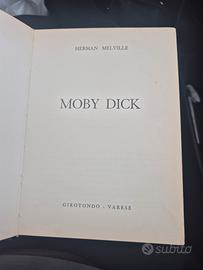 HERMAN MELVILLE
MOBY DICK
GIROTONDO - VARESE
subito